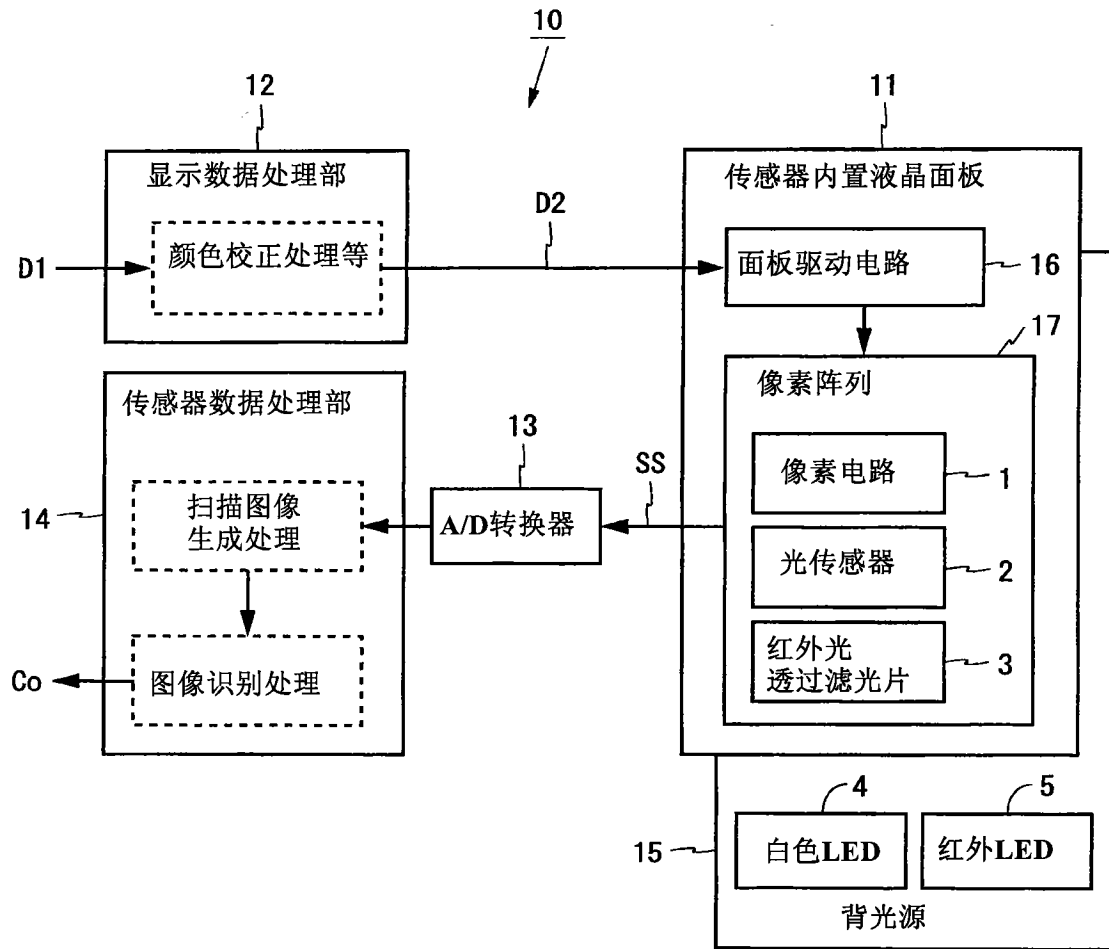 10
12
11
显示数据处理部
传感器内置液晶面板
D1
颜色校正处理等
D2
面板驱动电路
16
17
像素阵列
传感器数据处理部
13
SS
像素电路
1
14
扫描图像
生成处理
A/D转换器
光传感器
2
红外光
透过滤光片
3
Co
图像识别处理
4
5
15
白色LED
红外LED
背光源